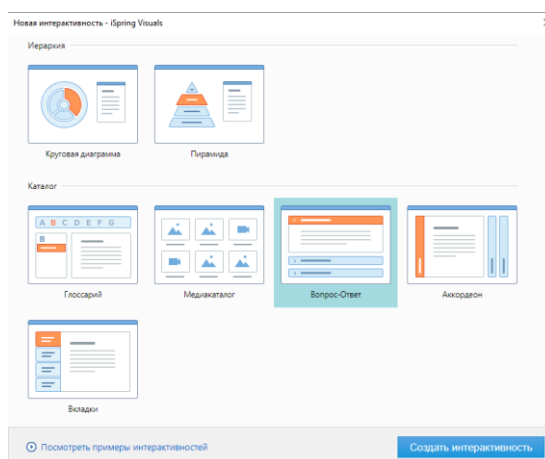 Новая интерактивность - iSpring Visuals
Иерархия
Круговая диаграмма
Пирамида
Каталог
A B C D E F G
B
Глоссарий
Медиакаталог
Вопрос-Ответ
Аккордеон
Вкладки
Посмотреть примеры интерактивностей
Создать интерактивность